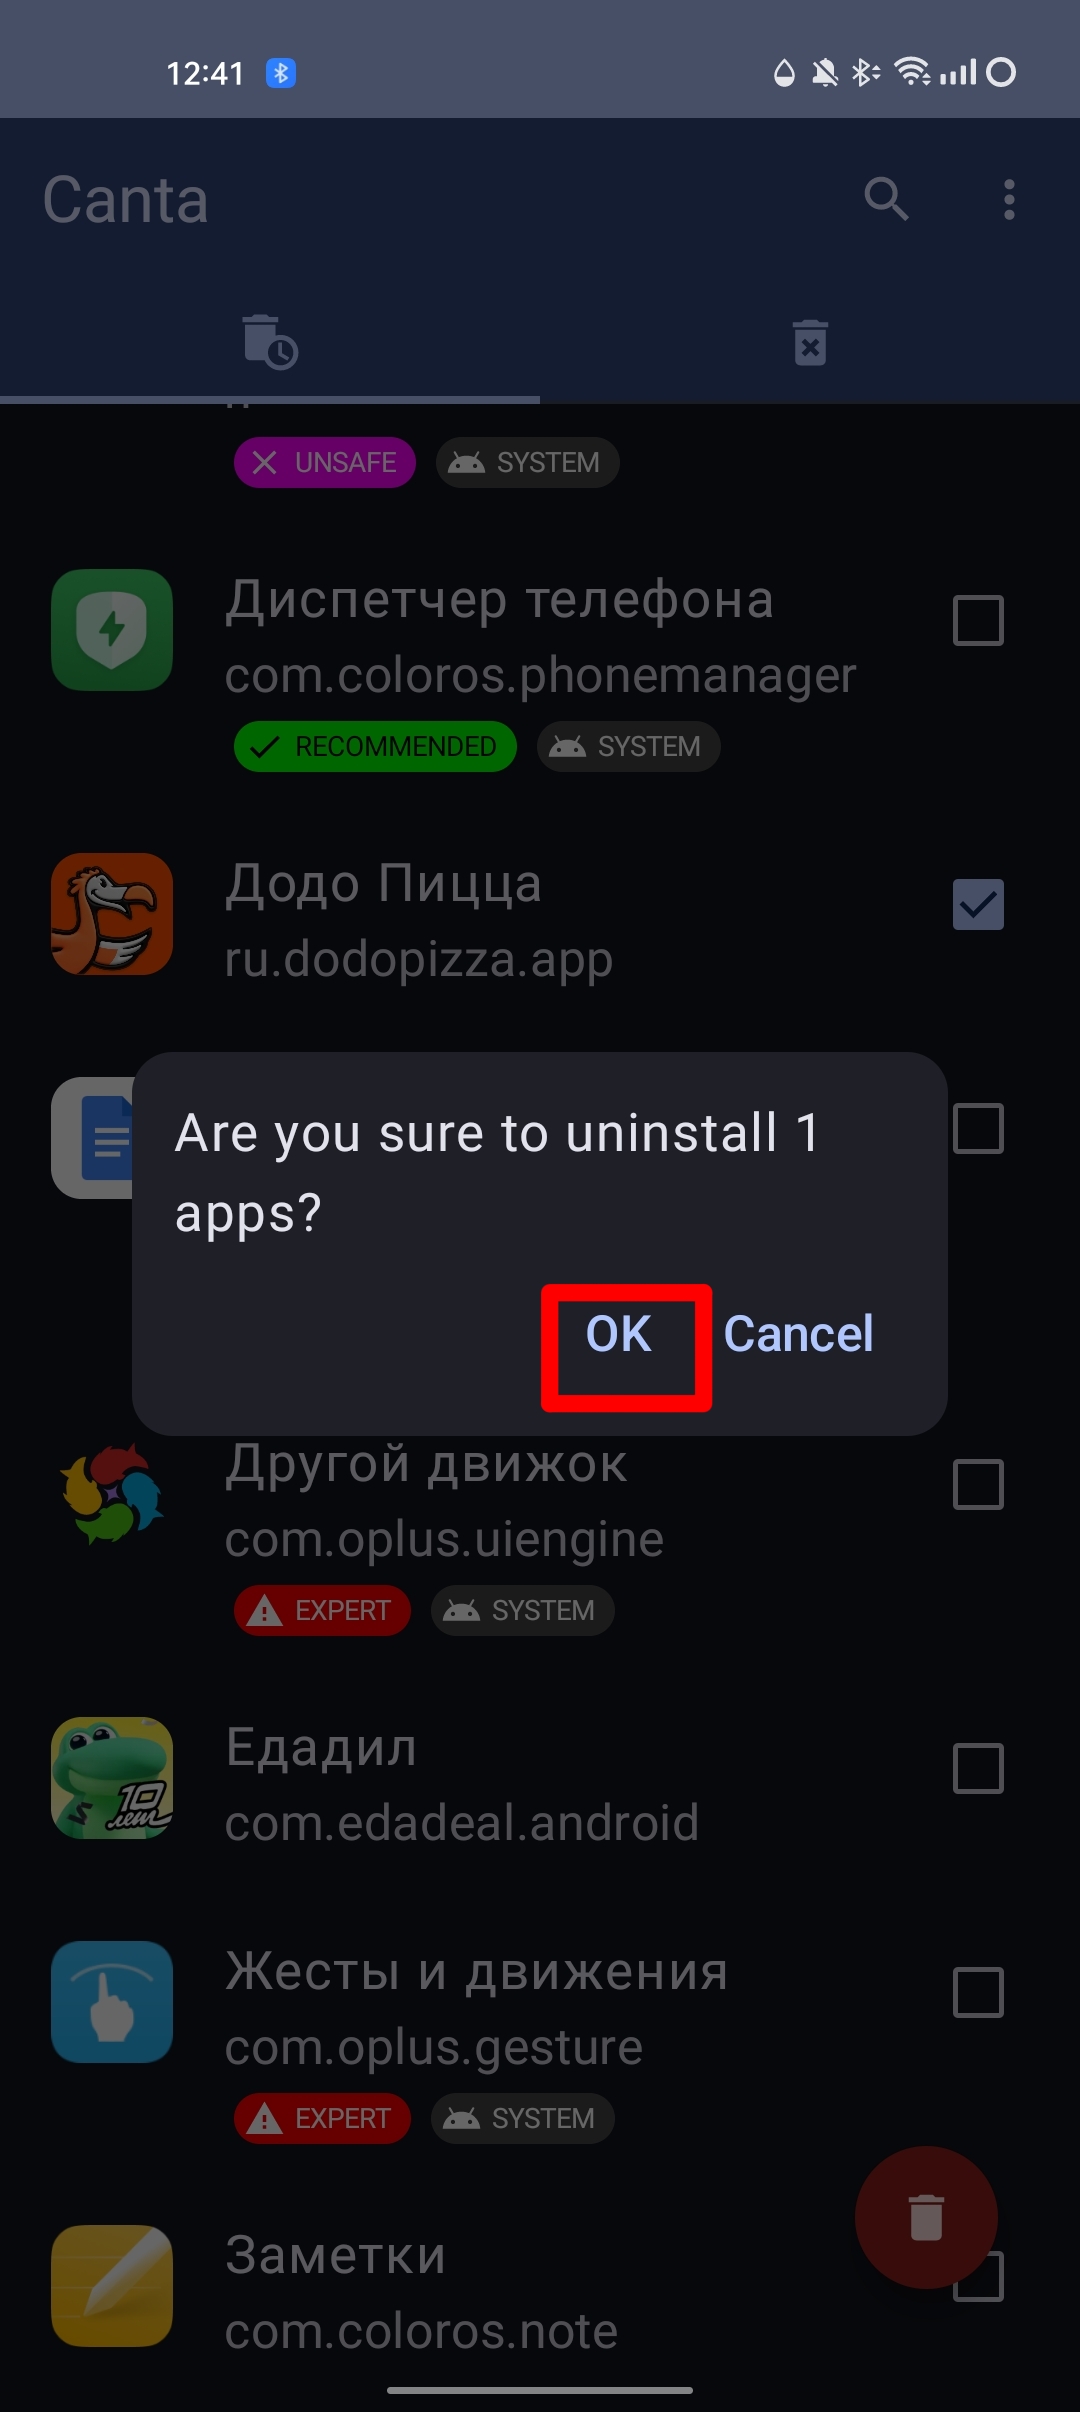 12:41
Canta
UNSAFE SYSTEM
Диспетчер телефона
com.coloros.phonemanager
RECOMMENDED SYSTEM
Додо Пицца
ru.dodopizza.app
Are you sure to uninstall 1
apps?
OK Cancel
Другой движок
com.oplus.uiengine
EXPERT SYSTEM
Едадил
10
лет
com.edadeal.android
Жесты и движения
com.oplus.gesture
EXPERT SYSTEM
Заметки
com.coloros.note